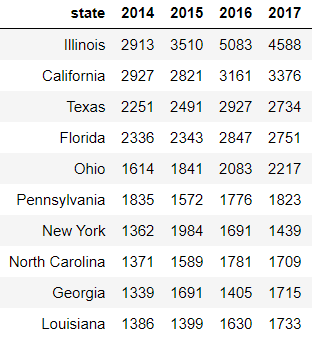 state 2014 2015 2016 2017
Illinois 2913 3510 5083 4588
California 2927 2821 3161 3376
Texas 2251 2491 2927 2734
Florida 2336 2343 2847 2751
Ohio 1614 1841 2083 2217
Pennsylvania 1835 1572 1776 1823
New York 1362 1984 1691 1439
North Carolina 1371 1589 1781 1709
Georgia 1339 1691 1405 1715
Louisiana 1386 1399 1630 1733